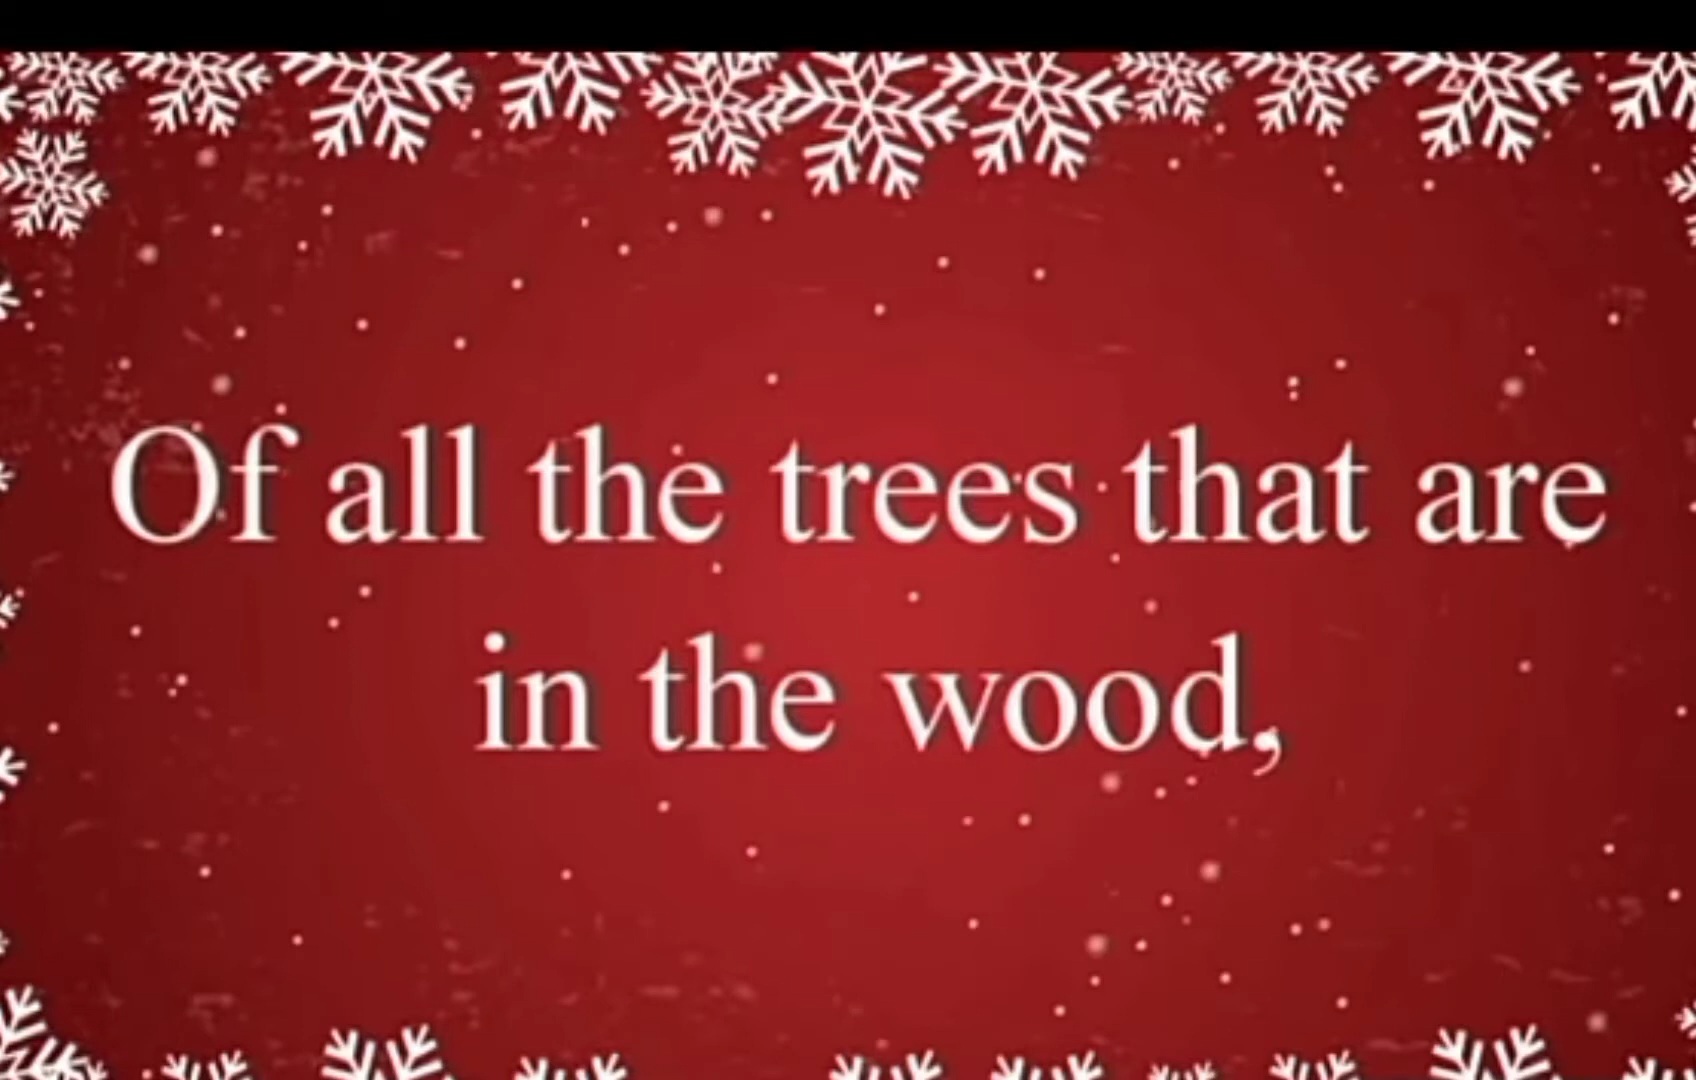 Of all the trees that are
in the wood,